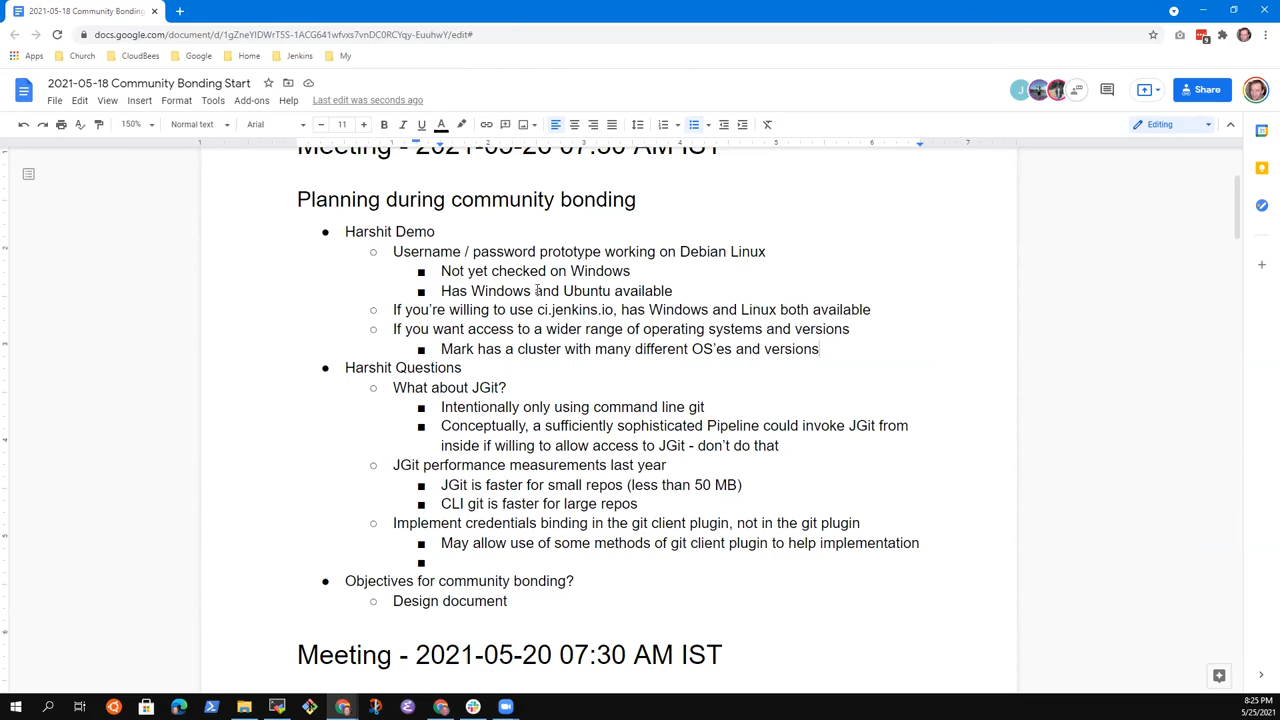 2021-05-18 Community Bonding
docs.google.com/document/d/1gZneYIDWrT5S-1ACG641wfvxs7vnDC0RCYqy-EuuhwY/edit#
Apps Church CloudBees Google Home Jenkins My
2021-05-18 Community Bonding Start
File Edit View Insert Format Tools Add-ons Help Last edit was seconds ago
J
Share
150% Normal text Arial 11 Editing
Meeting - 2021-05-20 07:30 AM IST
Planning during community bonding
● Harshit Demo
○ Username / password prototype working on Debian Linux
■ Not yet checked on Windows
■ Has Windows and Ubuntu available
○ If you’re willing to use ci.jenkins.io, has Windows and Linux both available
○ If you want access to a wider range of operating systems and versions
■ Mark has a cluster with many different OS’es and versions
● Harshit Questions
○ What about JGit?
■ Intentionally only using command line git
■ Conceptually, a sufficiently sophisticated Pipeline could invoke JGit from
inside if willing to allow access to JGit - don’t do that
○ JGit performance measurements last year
■ JGit is faster for small repos (less than 50 MB)
■ CLI git is faster for large repos
○ Implement credentials binding in the git client plugin, not in the git plugin
■ May allow use of some methods of git client plugin to help implementation
■
● Objectives for community bonding?
○ Design document
Meeting - 2021-05-20 07:30 AM IST
8:25 PM
5/25/2021